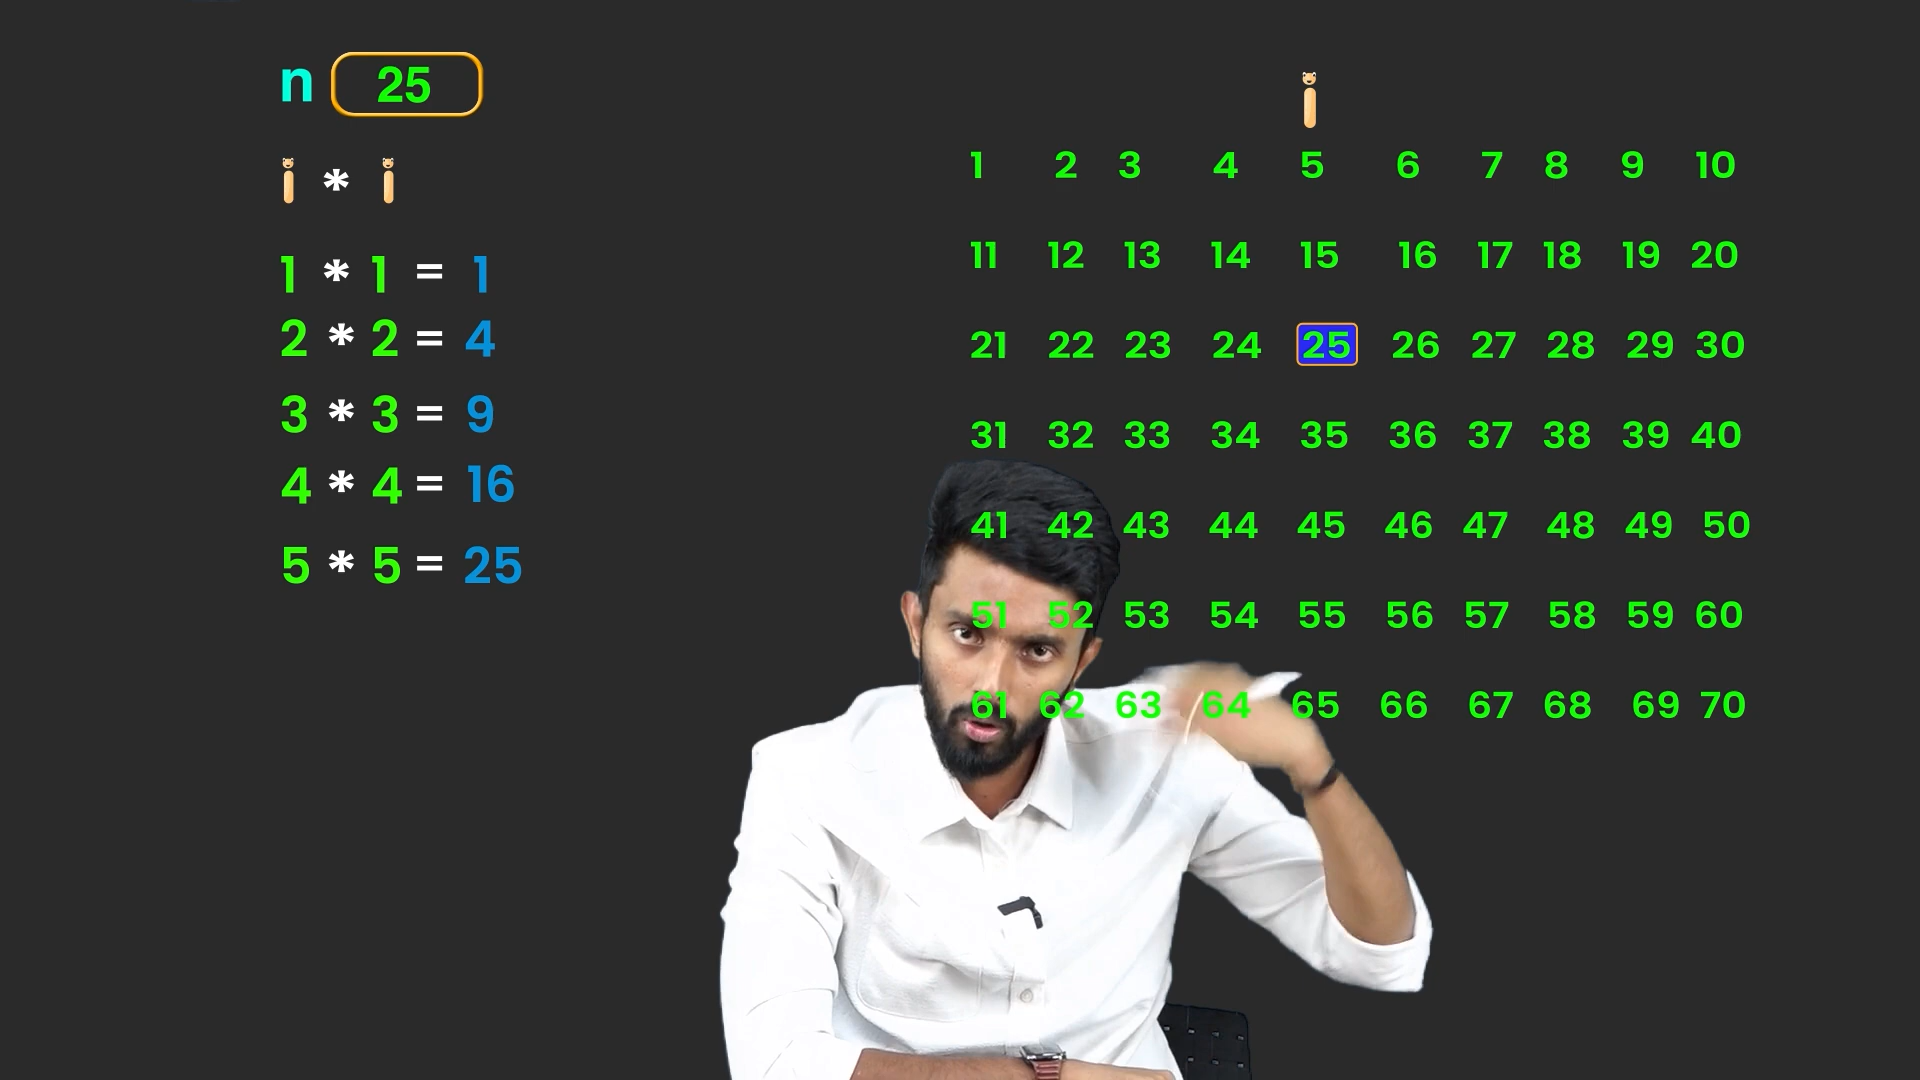 n 25
i * i
1 * 1 = 1
2 * 2 = 4
3 * 3 = 9
4 * 4 = 16
5 * 5 = 25
i
1 2 3 4 5 6 7 8 9 10
11 12 13 14 15 16 17 18 19 20
21 22 23 24 25 26 27 28 29 30
31 32 33 34 35 36 37 38 39 40
41 42 43 44 45 46 47 48 49 50
51 52 53 54 55 56 57 58 59 60
61 62 63 64 65 66 67 68 69 70